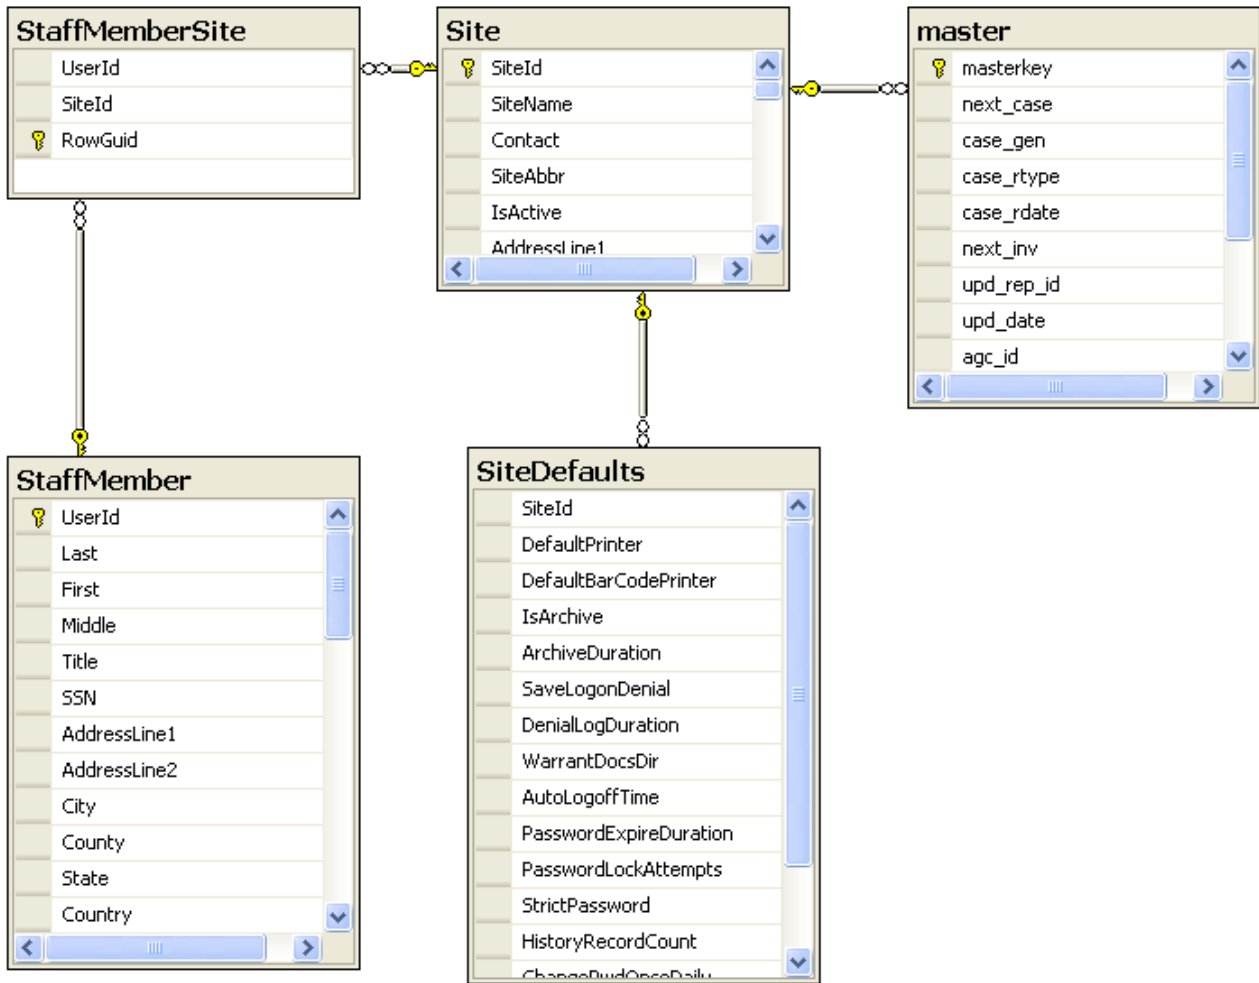 StaffMemberSite
UserId
SiteId
RowGuid
Site
SiteId
SiteName
Contact
SiteAbbr
IsActive
AddressLine1
master
masterkey
next_case
case_gen
case_rtype
case_rdate
next_inv
upd_rep_id
upd_date
agc_id
StaffMember
UserId
Last
First
Middle
Title
SSN
AddressLine1
AddressLine2
City
County
State
Country
SiteDefaults
SiteId
DefaultPrinter
DefaultBarCodePrinter
IsArchive
ArchiveDuration
SaveLogonDenial
DenialLogDuration
WarrantDocsDir
AutoLogoffTime
PasswordExpireDuration
PasswordLockAttempts
StrictPassword
HistoryRecordCount
ChangePwdOnceDaily